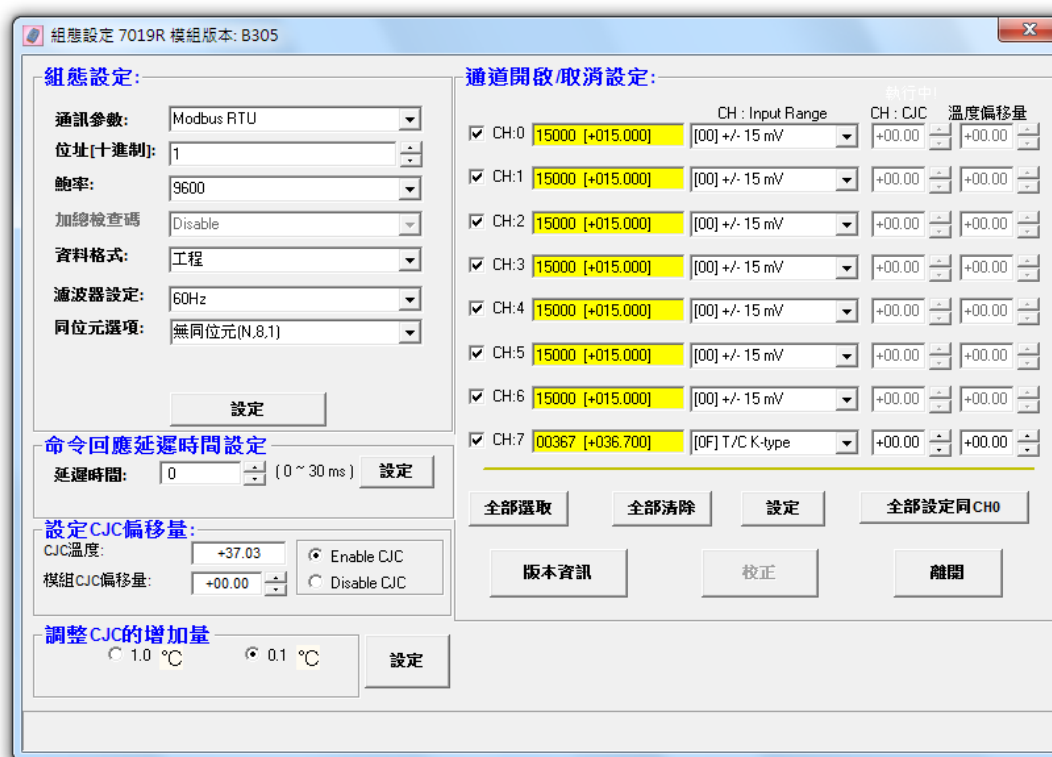 組態設定 7019R 模組版本: B305
組態設定:
通訊參數: Modbus RTU
位址[十進制]: 1
鮑率: 9600
加總檢查碼 Disable
資料格式: 工程
濾波器設定: 60Hz
同位元選項: 無同位元(N,8,1)
設定
命令回應延遲時間設定
延遲時間: 0 ( 0 ~ 30 ms ) 設定
設定CJC偏移量:
CJC溫度: +37.03
模組CJC偏移量: +00.00
Enable CJC
Disable CJC
調整CJC的增加量
1.0 °C 0.1 °C 設定
通道開啟/取消設定:
執行中!
CH : Input Range CH : CJC 溫度偏移量
CH:0 15000 [+015.000] [00] +/- 15 mV +00.00 +00.00
CH:1 15000 [+015.000] [00] +/- 15 mV +00.00 +00.00
CH:2 15000 [+015.000] [00] +/- 15 mV +00.00 +00.00
CH:3 15000 [+015.000] [00] +/- 15 mV +00.00 +00.00
CH:4 15000 [+015.000] [00] +/- 15 mV +00.00 +00.00
CH:5 15000 [+015.000] [00] +/- 15 mV +00.00 +00.00
CH:6 15000 [+015.000] [00] +/- 15 mV +00.00 +00.00
CH:7 00367 [+036.700] [0F] T/C K-type +00.00 +00.00
全部選取 全部清除 設定 全部設定同CH0
版本資訊 校正 離開